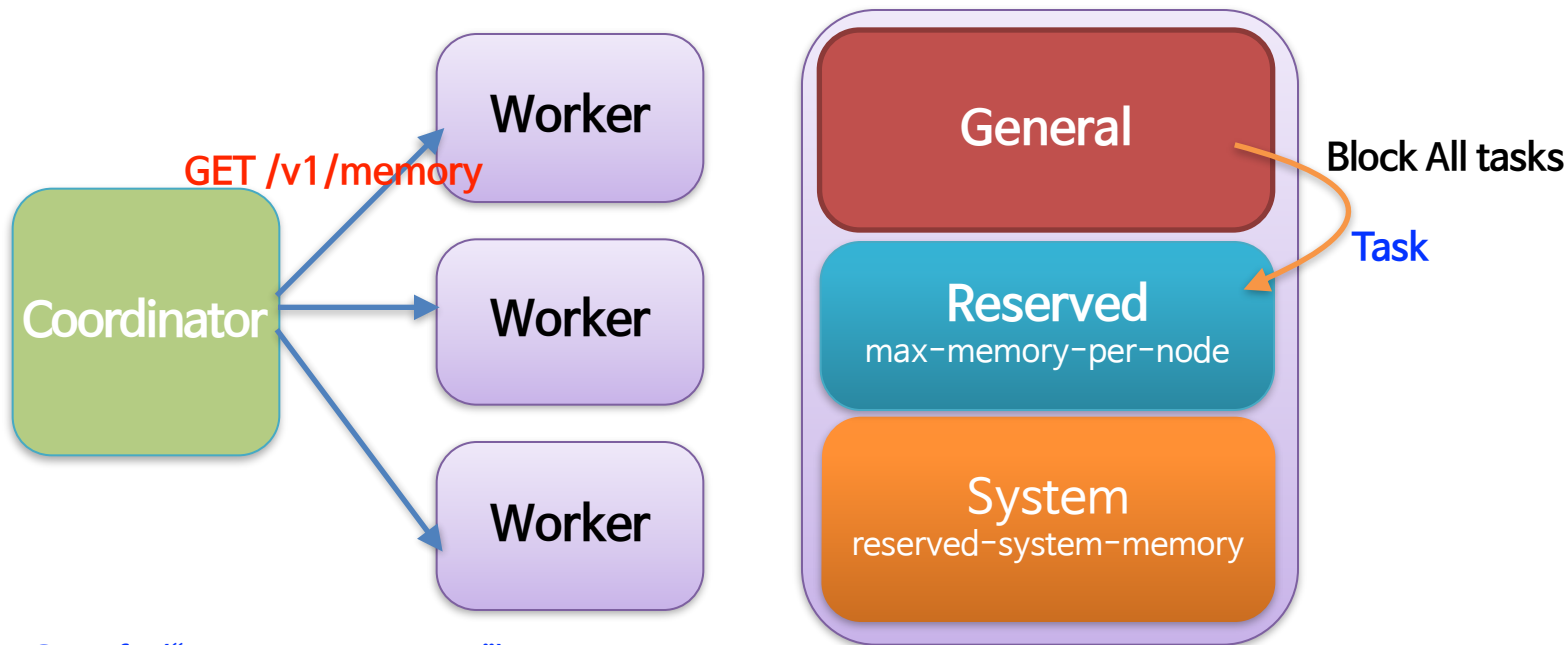 Worker
GET /v1/memory
Coordinator
Worker
Worker
General
Block All tasks
Task
Reserved
max-memory-per-node
System
reserved-system-memory